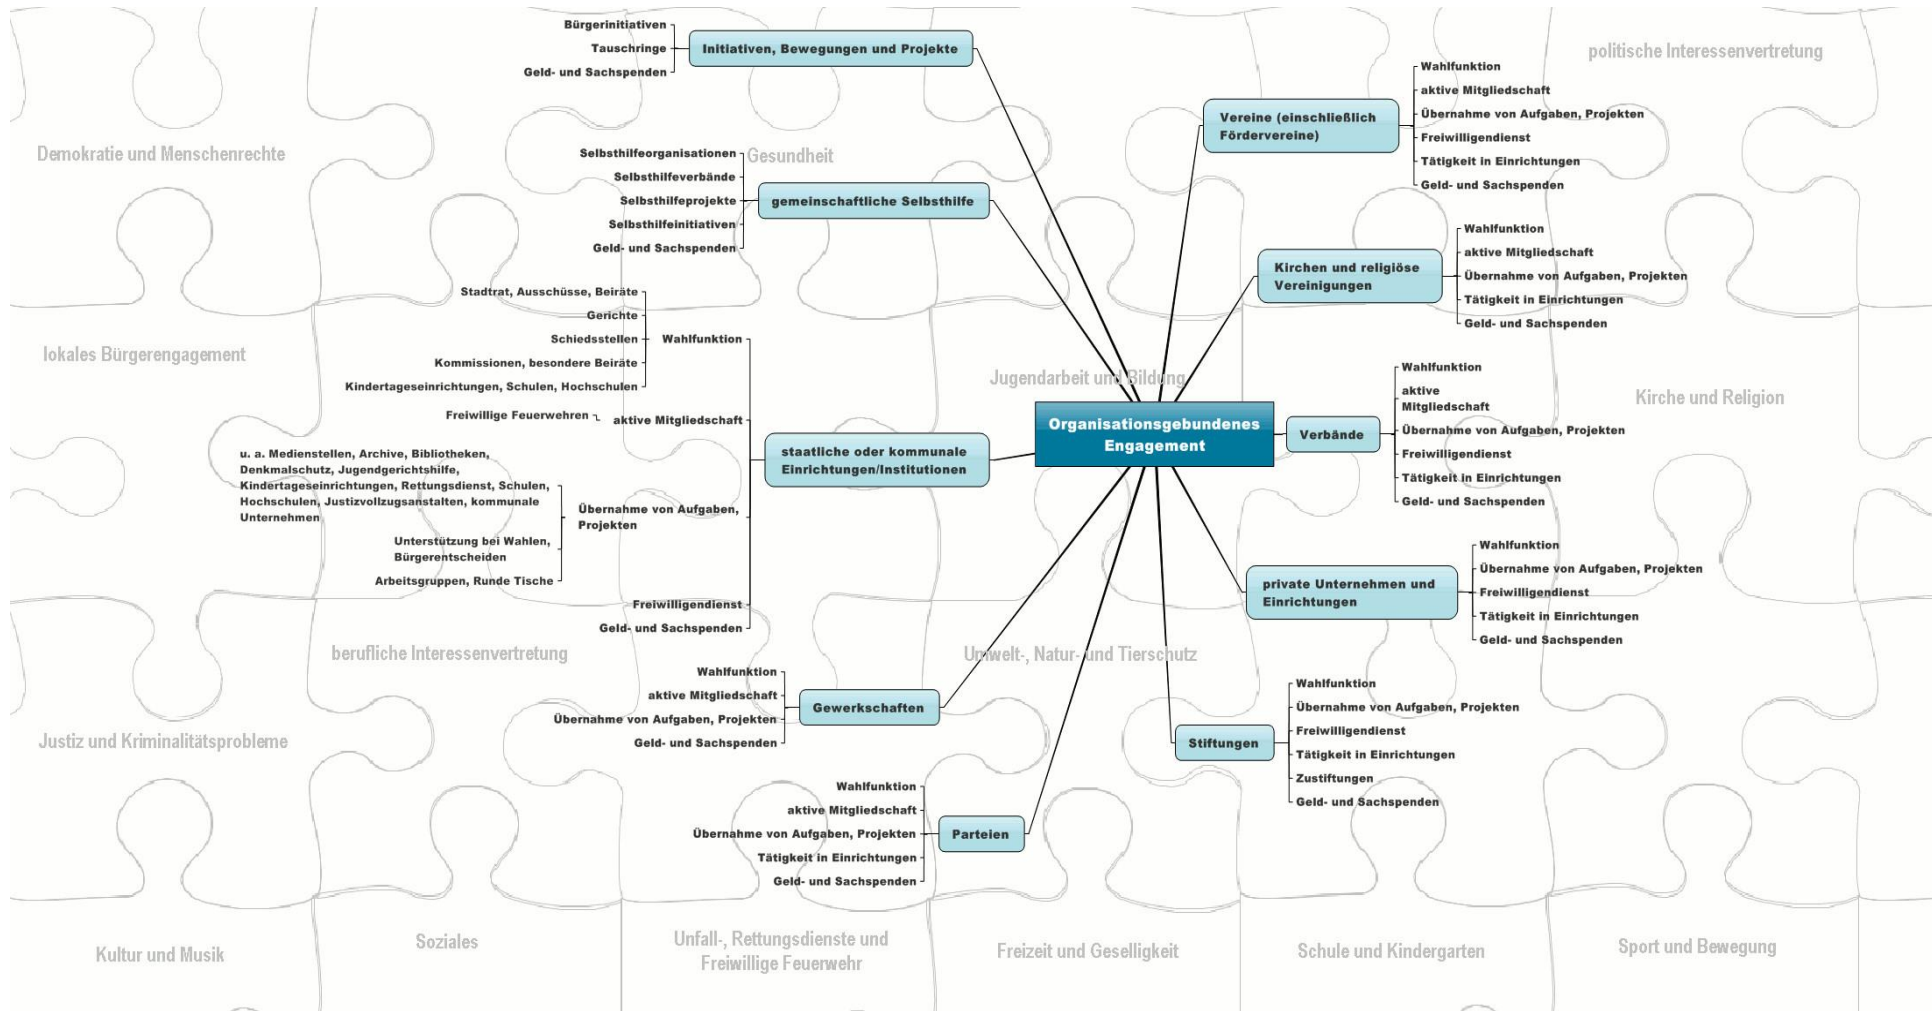 Bürgerinitiativen
Tauschringe
Geld- und Sachspenden
Initiativen, Bewegungen und Projekte
politische Interessenvertretung
Demokratie und Menschenrechte
Gesundheit
Selbsthilfeorganisationen
Selbsthilfeverbände
Selbsthilfeprojekte
Selbsthilfeinitiativen
Geld- und Sachspenden
gemeinschaftliche Selbsthilfe
Stadtrat, Ausschüsse, Beiräte
Gerichte
Schiedsstellen
Kommissionen, besondere Beiräte
Kindertageseinrichtungen, Schulen, Hochschulen
Wahlfunktion
lokales Bürgerengagement
Freiwillige Feuerwehren
aktive Mitgliedschaft
u. a. Medienstellen, Archive, Bibliotheken,
Denkmalschutz, Jugendgerichtshilfe,
Kindertageseinrichtungen, Rettungsdienst, Schulen,
Hochschulen, Justizvollzugsanstalten, kommunale
Unternehmen
Unterstützung bei Wahlen,
Bürgerentscheiden
Arbeitsgruppen, Runde Tische
Übernahme von Aufgaben,
Projekten
Freiwilligendienst
Geld- und Sachspenden
staatliche oder kommunale
Einrichtungen/Institutionen
berufliche Interessenvertretung
Wahlfunktion
aktive Mitgliedschaft
Übernahme von Aufgaben, Projekten
Geld- und Sachspenden
Gewerkschaften
Justiz und Kriminalitätsprobleme
Wahlfunktion
aktive Mitgliedschaft
Übernahme von Aufgaben, Projekten
Tätigkeit in Einrichtungen
Geld- und Sachspenden
Parteien
Jugendarbeit und Bildung
Organisationsgebundenes
Engagement
Umwelt-, Natur- und Tierschutz
Vereine (einschließlich
Fördervereine)
Wahlfunktion
aktive Mitgliedschaft
Übernahme von Aufgaben, Projekten
Freiwilligendienst
Tätigkeit in Einrichtungen
Geld- und Sachspenden
Kirchen und religiöse
Vereinigungen
Wahlfunktion
aktive Mitgliedschaft
Übernahme von Aufgaben, Projekten
Tätigkeit in Einrichtungen
Geld- und Sachspenden
Kirche und Religion
Verbände
Wahlfunktion
aktive
Mitgliedschaft
Übernahme von Aufgaben, Projekten
Freiwilligendienst
Tätigkeit in Einrichtungen
Geld- und Sachspenden
private Unternehmen und
Einrichtungen
Wahlfunktion
Übernahme von Aufgaben, Projekten
Freiwilligendienst
Tätigkeit in Einrichtungen
Geld- und Sachspenden
Stiftungen
Wahlfunktion
Übernahme von Aufgaben, Projekten
Freiwilligendienst
Tätigkeit in Einrichtungen
Zustiftungen
Geld- und Sachspenden
Kultur und Musik
Soziales
Unfall-, Rettungsdienste und
Freiwillige Feuerwehr
Freizeit und Geselligkeit
Schule und Kindergarten
Sport und Bewegung